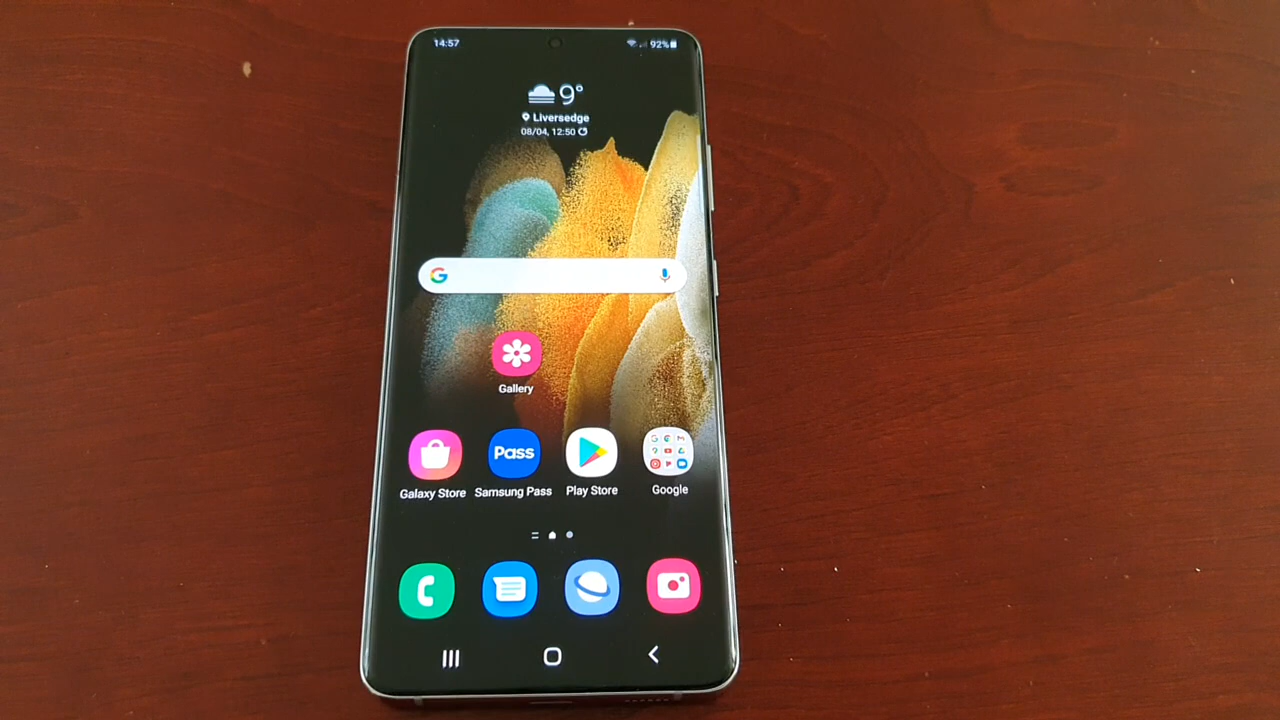 14:57
92%
9°
Liversedge
08/04, 12:50
G
Gallery
Pass
Galaxy Store
Samsung Pass
Play Store
Google